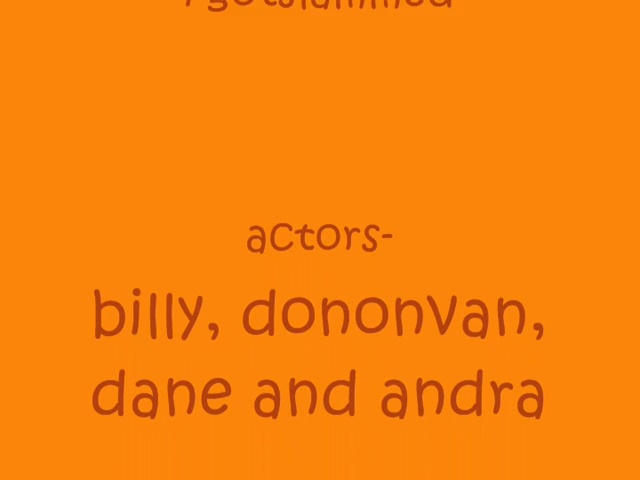 actors-
billy, dononvan,
dane and andra